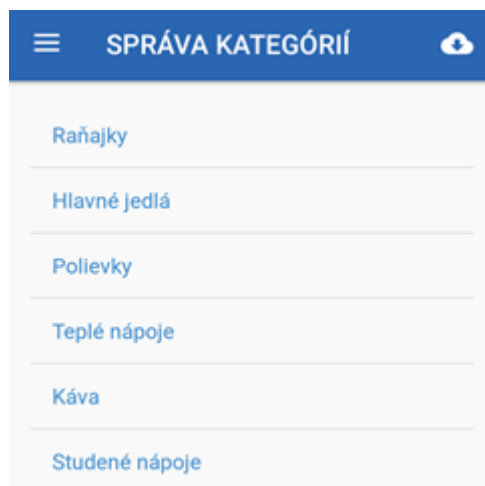 SPRÁVA KATEGÓRIÍ
Raňajky
Hlavné jedlá
Polievky
Teplé nápoje
Káva
Studené nápoje